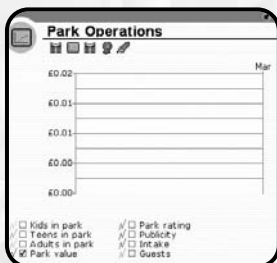 Park Operations
Mar
£0.02
£0.01
£0.01
£0.00
£0.00
Kids in park
Teens in park
Adults in park
Park value
Park rating
Publicity
Intake
Guests